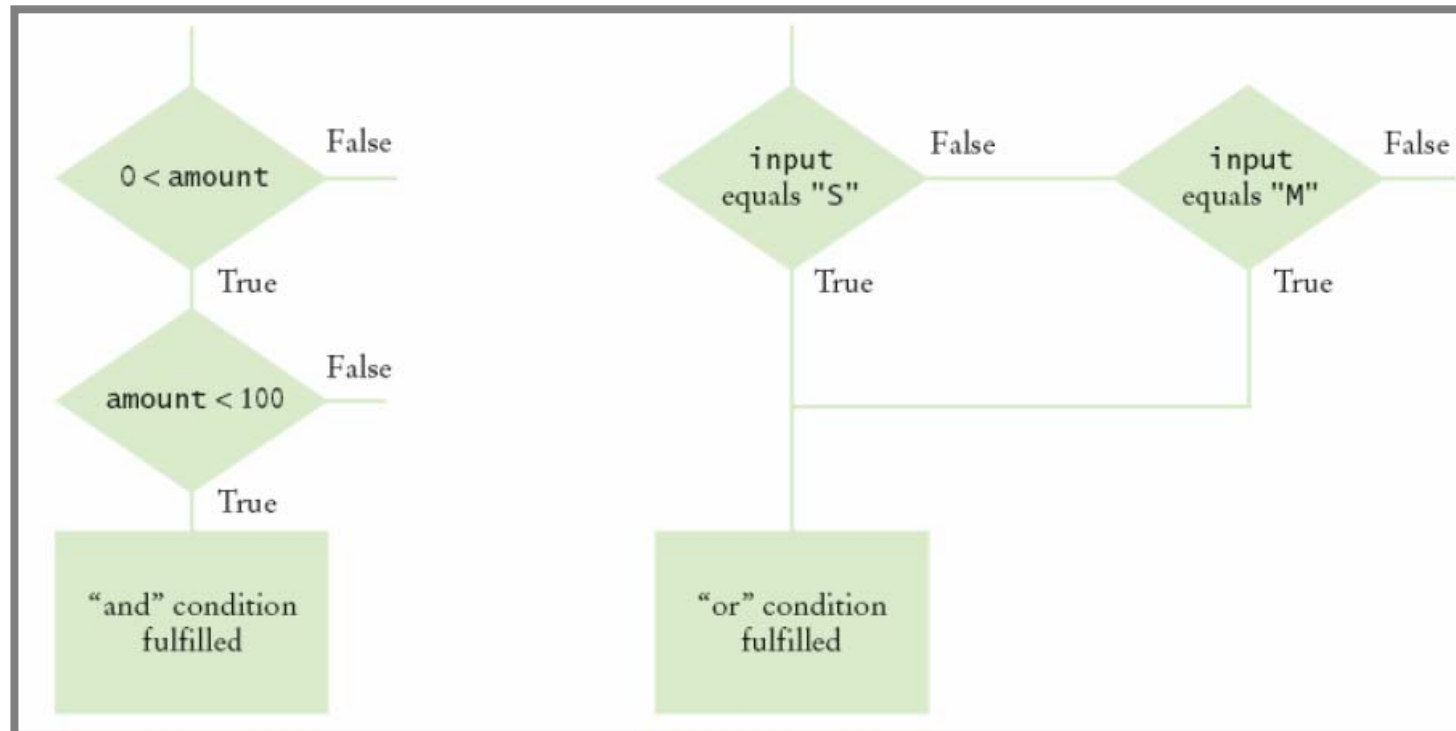 0 < amount
False
True
amount < 100
False
True
“and” condition
fulfilled
input
equals "S"
False
True
input
equals "M"
False
True
“or” condition
fulfilled